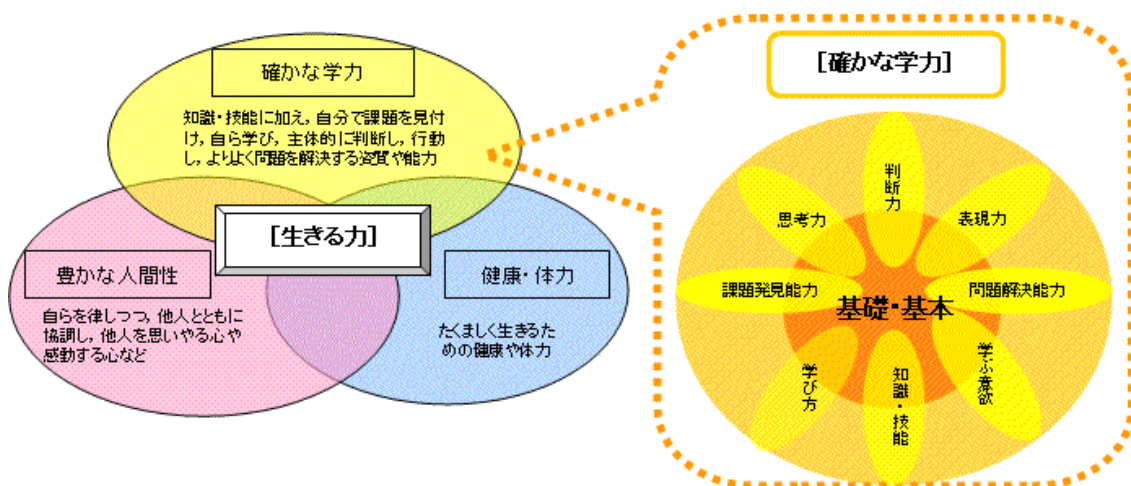 確かな学力
知識・技能に加え，自分で課題を見付
け，自ら学び，主体的に判断し，行動
し，よりよく問題を解決する資質や能力
[生きる力]
豊かな人間性
自らを律しつつ，他人とともに
協調し，他人を思いやる心や
感動する心など
健康・体力
たくましく生きるた
めの健康や体力
[確かな学力]
判断力
思考力
表現力
課題発見能力
問題解決能力
基礎・基本
学び方
知識・技能
学ぶ意欲